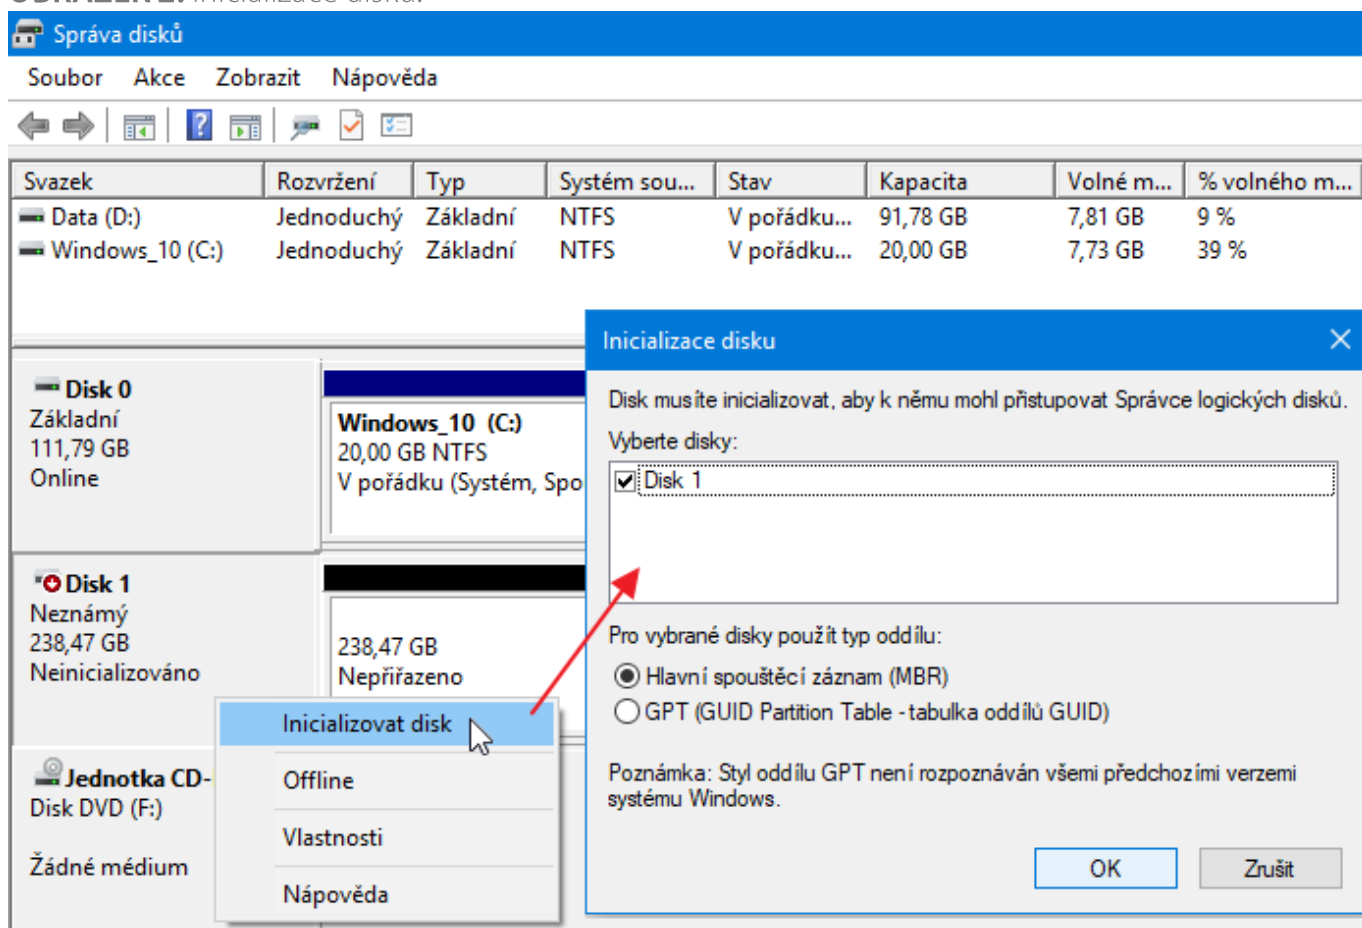 OBRÁZEK 2: Inicializace disku.
Správa disků
Soubor Akce Zobrazit Nápověda
Svazek Rozvržení Typ Systém sou... Stav Kapacita Volné m... % volného m...
Data (D:) Jednoduchý Základní NTFS V pořádku... 91,78 GB 7,81 GB 9 %
Windows_10 (C:) Jednoduchý Základní NTFS V pořádku... 20,00 GB 7,73 GB 39 %
Disk 0
Základní
111,79 GB
Online
Windows_10 (C:)
20,00 GB NTFS
V pořádku (Systém, Spo
Disk 1
Neznámý
238,47 GB
Neinicializováno
238,47 GB
Nepřiřazeno
Jednotka CD-
Disk DVD (F:)
Žádné médium
Inicializovat disk
Offline
Vlastnosti
Nápověda
Inicializace disku
Disk musíte inicializovat, aby k němu mohl přistupovat Správce logických disků.
Vyberte disky:
Disk 1
Pro vybrané disky použít typ oddílu:
Hlavní spouštěcí záznam (MBR)
GPT (GUID Partition Table - tabulka oddílů GUID)
Poznámka: Styl oddílu GPT není rozpoznáván všemi předchozími verzemi
systému Windows.
OK Zrušit